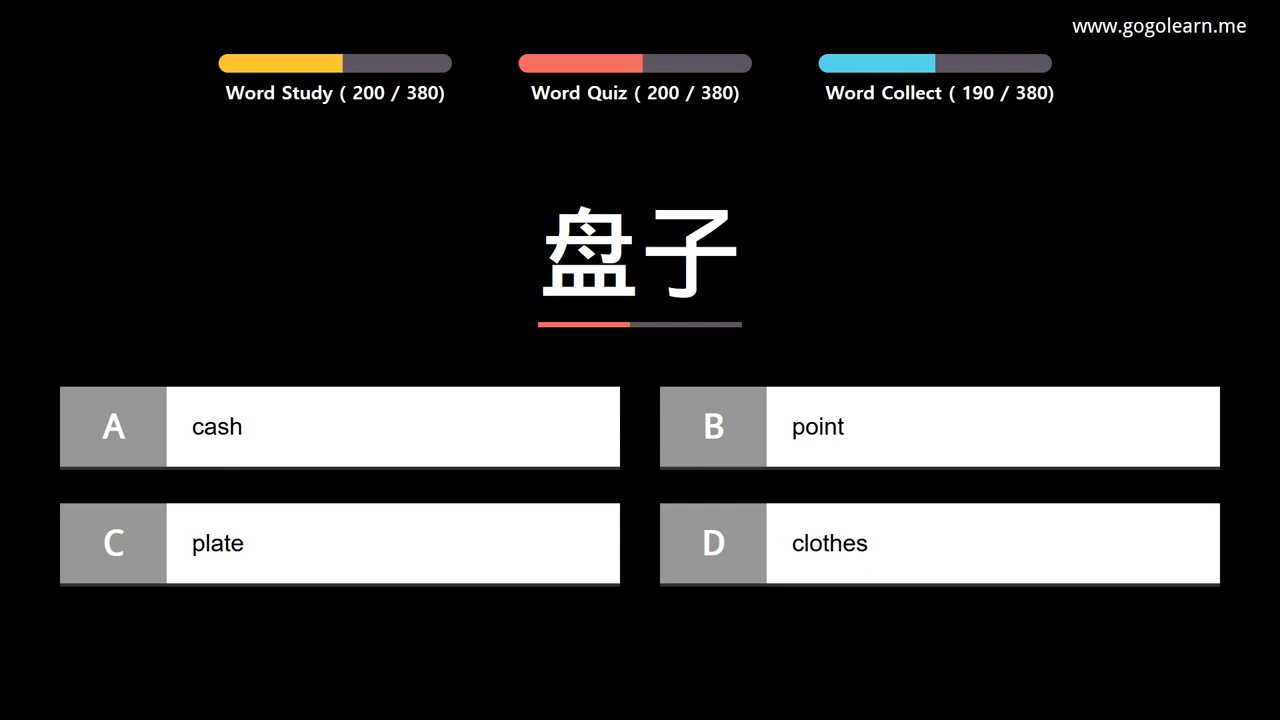 www.gogolearn.me
Word Study ( 200 / 380)
Word Quiz ( 200 / 380)
Word Collect ( 190 / 380)
盘子
A cash
B point
C plate
D clothes